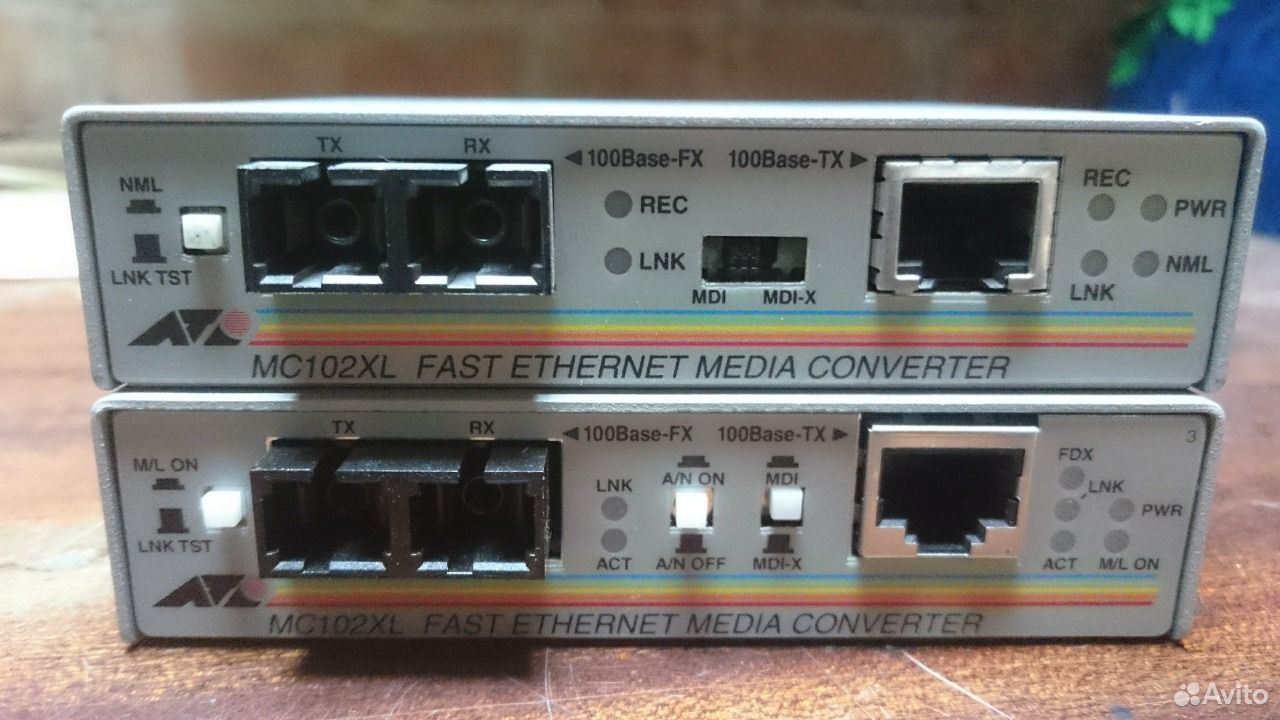 TX RX
◄100Base-FX 100Base-TX►
NML
REC
REC
PWR
LNK
LNK TST
MDI MDI-X
LNK
NML
MC102XL FAST ETHERNET MEDIA CONVERTER
TX RX
◄100Base-FX 100Base-TX►
3
M/L ON
A/N ON
MDI
FDX
LNK
LNK
PWR
LNK TST
ACT
A/N OFF
MDI-X
ACT
M/L ON
MC102XL FAST ETHERNET MEDIA CONVERTER
Avito